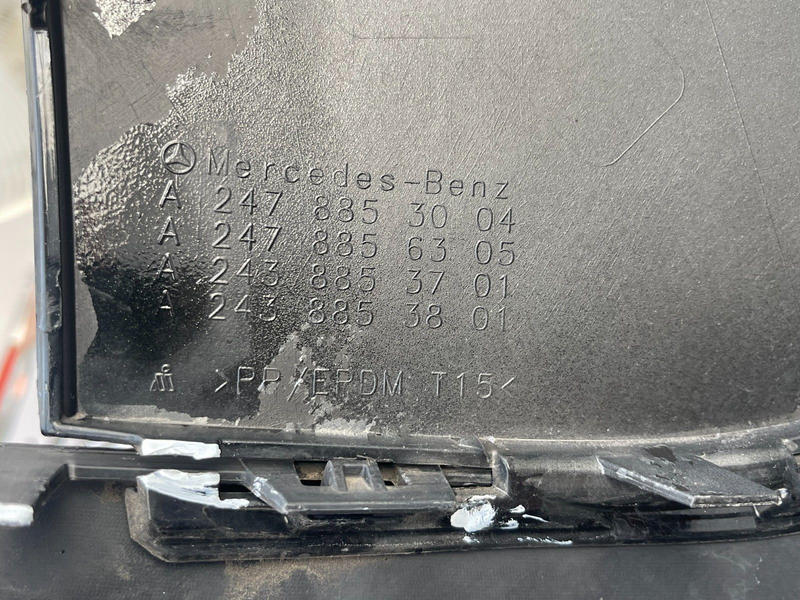 Mercedes-Benz
A 247 885 30 04
A 247 885 63 05
A 243 885 37 01
A 243 885 38 01
>PP/EPDM T15<